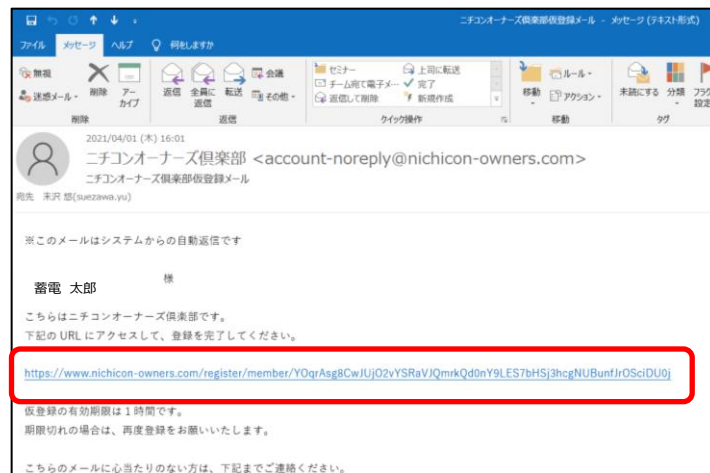 ニチコンオーナーズ倶楽部仮登録メール - メッセージ (テキスト形式)
ファイル メッセージ ヘルプ 何をしますか
無視
迷惑メール
削除
アーカイブ
削除
返信
全員に返信
転送
会議
その他
返信
セミナー
チーム宛て電子メ…
返信して削除
上司に転送
完了
新規作成
クイック操作
移動
ルール
アクション
移動
未読にする
分類
フラグ
設定
タグ
2021/04/01 (木) 16:01
ニチコンオーナーズ倶楽部 <account-noreply@nichicon-owners.com>
ニチコンオーナーズ倶楽部仮登録メール
宛先 末沢 悠(suezawa.yu)
※このメールはシステムからの自動返信です
蓄電 太郎 様
こちらはニチコンオーナーズ倶楽部です。
下記の URL にアクセスして、登録を完了してください。
https://www.nichicon-owners.com/register/member/YOqrAsg8CwJUjO2vYSRaVJQmrkQd0nY9LES7bHSj3hcgNUBunfJrOSciDU0j
仮登録の有効期限は1時間です。
期限切れの場合は、再度登録をお願いいたします。
こちらのメールに心当たりのない方は、下記までご連絡ください。